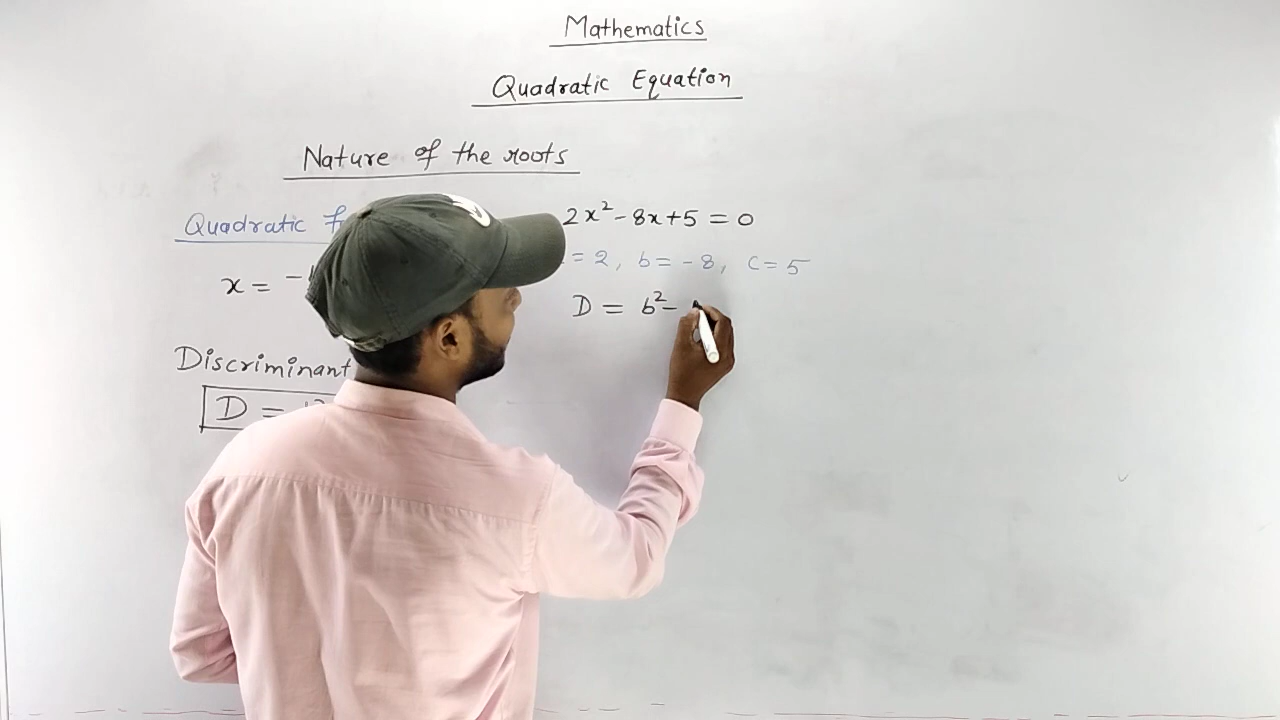 Mathematics
Quadratic Equation
Nature of the roots
Quadratic
2x² - 8x + 5 = 0
x = -
= 2, b = -8, c = 5
D = b² -
Discriminant
D =